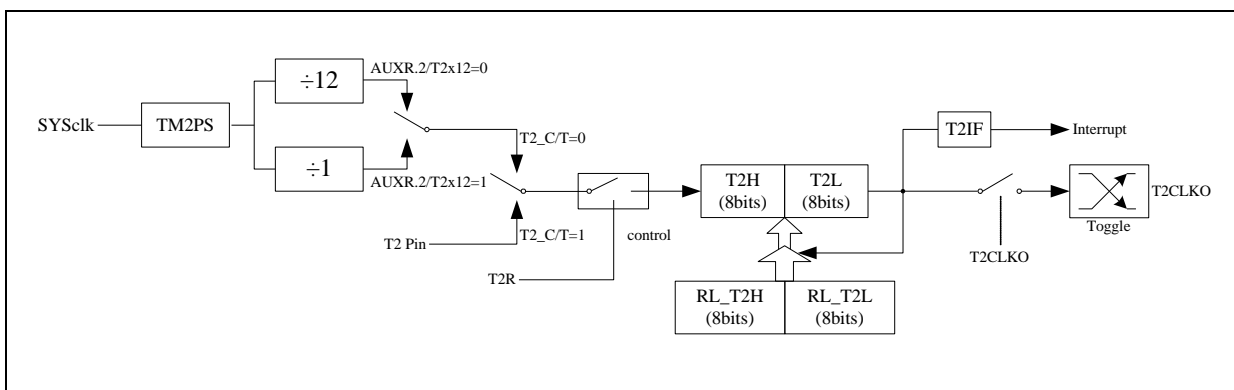 ÷12
AUXR.2/T2x12=0
SYSclk
TM2PS
÷1
AUXR.2/T2x12=1
T2_C/T=0
T2 Pin
T2_C/T=1
control
T2R
T2H
(8bits)
T2L
(8bits)
T2IF
Interrupt
T2CLKO
Toggle
T2CLKO
RL_T2H
(8bits)
RL_T2L
(8bits)